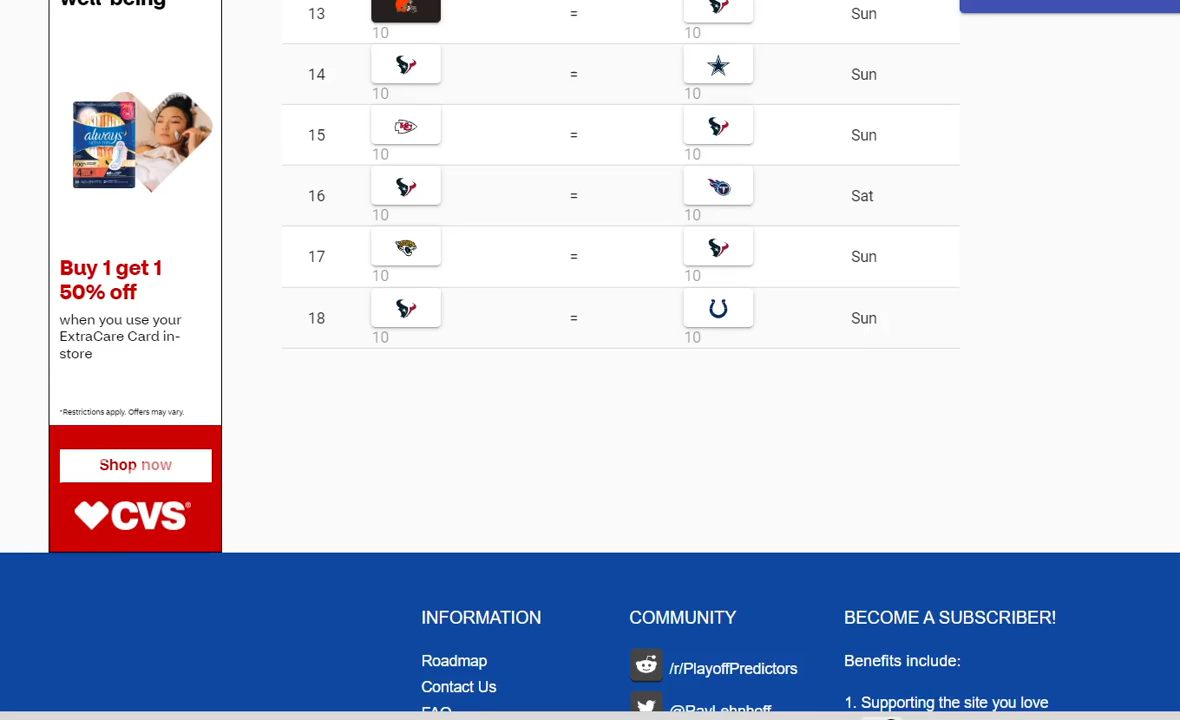 well-being
always
Buy 1 get 1
50% off
when you use your
ExtraCare Card in-
store
*Restrictions apply. Offers may vary.
Shop now
CVS®
13 = Sun
10 10
14 = Sun
10 10
15 = Sun
10 10
16 = Sat
10 10
17 = Sun
10 10
18 = Sun
10 10
INFORMATION
Roadmap
Contact Us
FAQ
COMMUNITY
/r/PlayoffPredictors
@RayLehnhoff
BECOME A SUBSCRIBER!
Benefits include:
1. Supporting the site you love